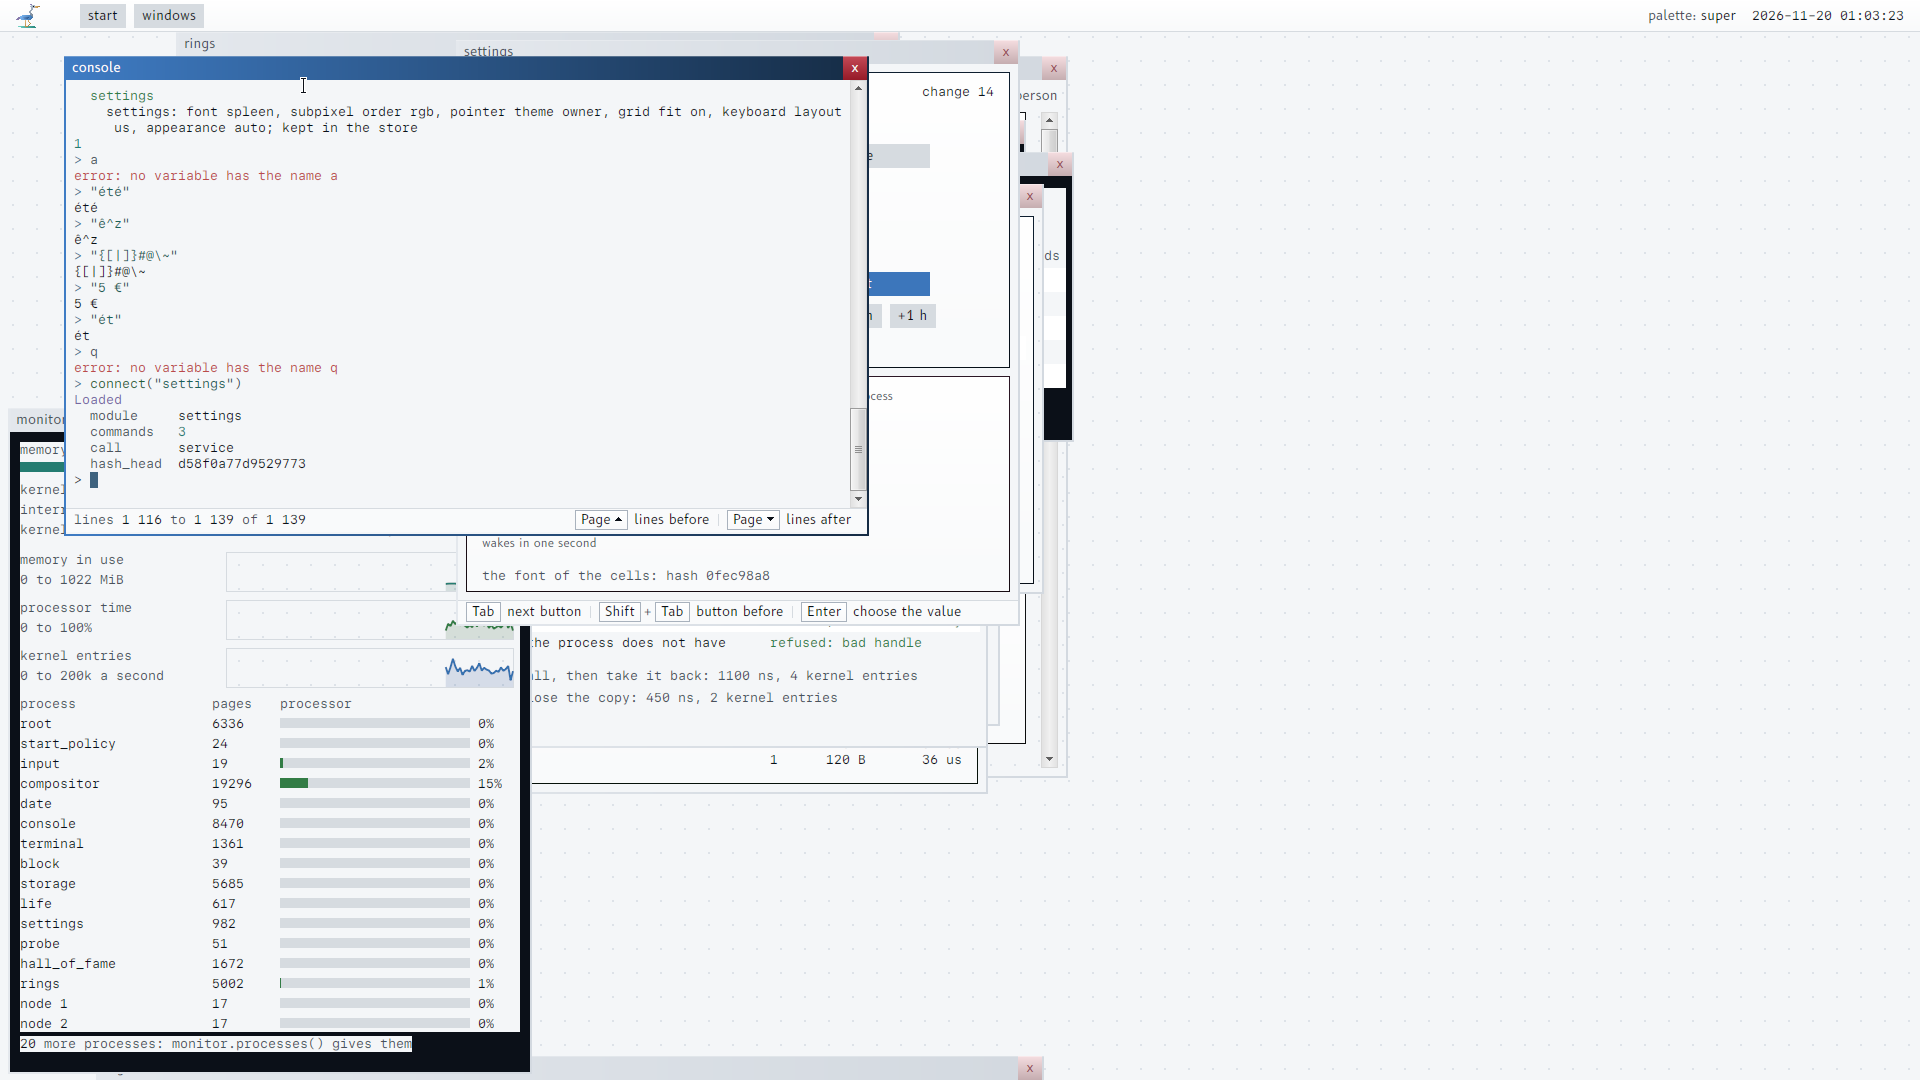 start windows palette: super 2026-11-20 01:03:23
rings
settings x
console x
x
settings
settings: font spleen, subpixel order rgb, pointer theme owner, grid fit on, keyboard layout
us, appearance auto; kept in the store
1
> a
error: no variable has the name a
> "été"
été
> "ê^z"
ê^z
> "{[|]}#@\~"
{[|]}#@\~
> "5 €"
5 €
> "ét"
ét
> q
error: no variable has the name q
> connect("settings")
Loaded
module settings
commands 3
call service
hash_head d58f0a77d9529773
>
lines 1 116 to 1 139 of 1 139 Page lines before Page lines after
change 14
person
x
x
ds
+1 h
wakes in one second
the font of the cells: hash 0fec98a8
Tab next button Shift + Tab button before Enter choose the value
the process does not have refused: bad handle
all, then take it back: 1100 ns, 4 kernel entries
lose the copy: 450 ns, 2 kernel entries
1 120 B 36 us
monitor
memory
kernel
kernel
memory in use
0 to 1022 MiB
processor time
0 to 100%
kernel entries
0 to 200k a second
process pages processor
root 6336 0%
start_policy 24 0%
input 19 2%
compositor 19296 15%
date 95 0%
console 8470 0%
terminal 1361 0%
block 39 0%
storage 5685 0%
life 617 0%
settings 982 0%
probe 51 0%
hall_of_fame 1672 0%
rings 5002 1%
node 1 17 0%
node 2 17 0%
20 more processes: monitor.processes() gives them
x